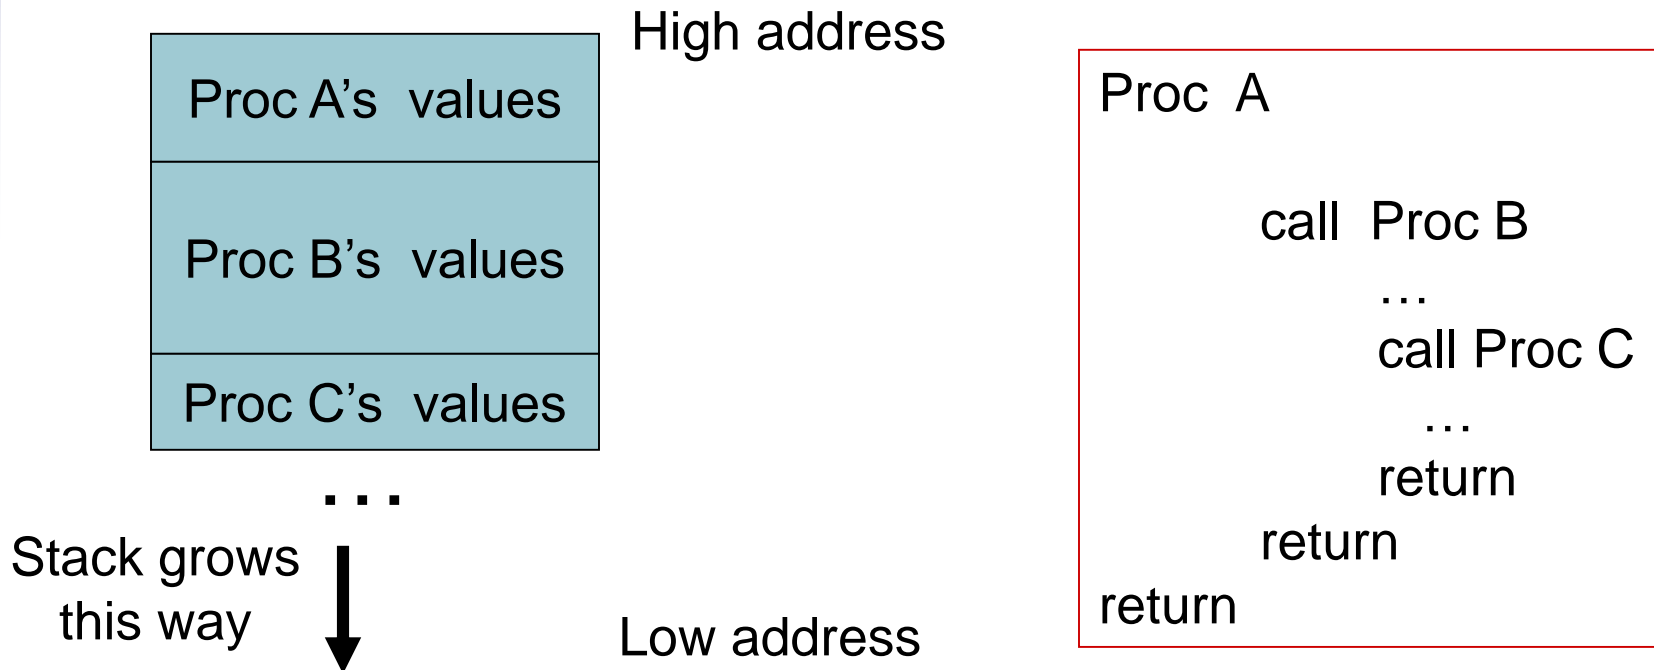 High address
Proc A’s values
Proc B’s values
Proc C’s values
...
Stack grows
this way
Low address
Proc A
call Proc B
…
call Proc C
…
return
return
return